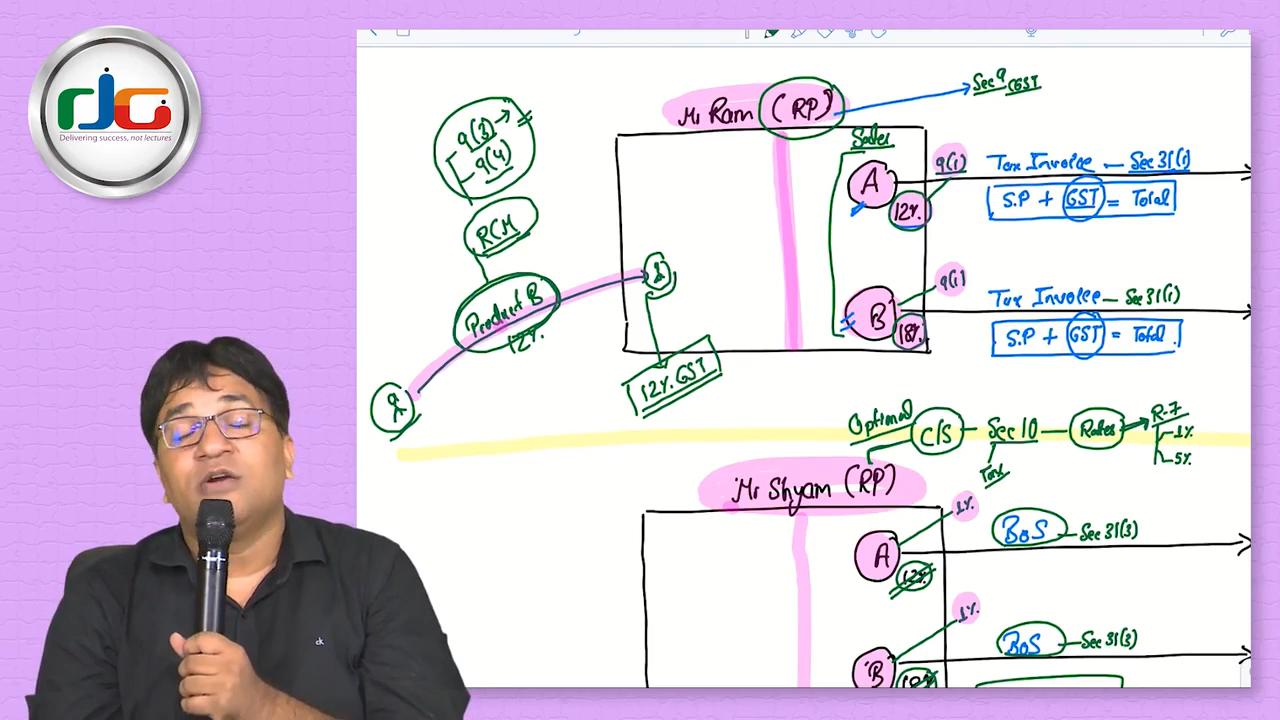 RJC
Delivering success, not lectures
Mr Ram (RP)
Sec 9 CGST
9(3)
9(4)
RCM
Product B
12%
12% GST
Sales
A
12%
9(1)
Tax Invoice - Sec 31(1)
S.P + GST = Total
B
18%
9(1)
Tax Invoice - Sec 31(1)
S.P + GST = Total
Optional
C/S - Sec 10 - Rates
Tax
R-7
1%
5%
Mr Shyam (RP)
A
12%
1%
BOS - Sec 31(3)
B
18%
1%
BOS - Sec 31(3)